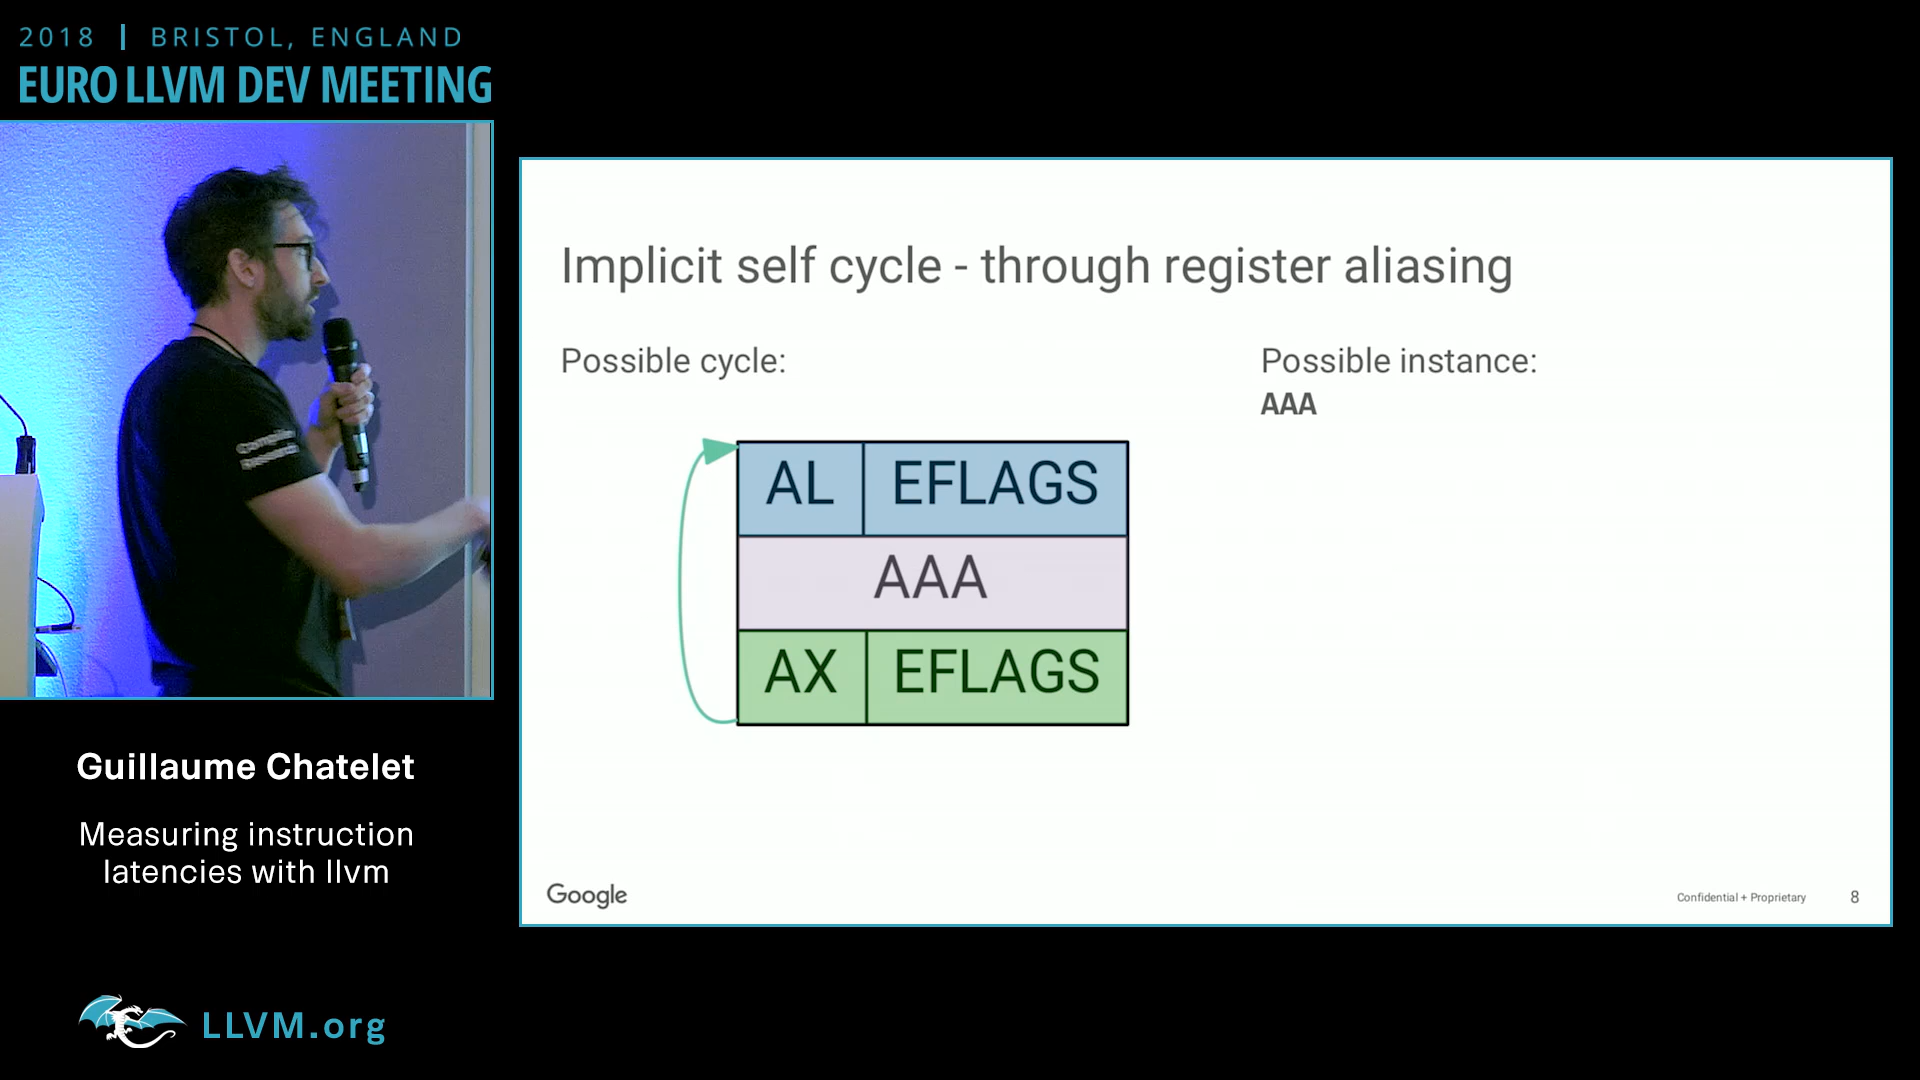 2018 | BRISTOL, ENGLAND
EURO LLVM DEV MEETING
Implicit self cycle - through register aliasing
Possible cycle:
Possible instance:
AAA
AL EFLAGS
AAA
AX EFLAGS
Google
Confidential + Proprietary 8
Guillaume Chatelet
Measuring instruction
latencies with llvm
LLVM.org